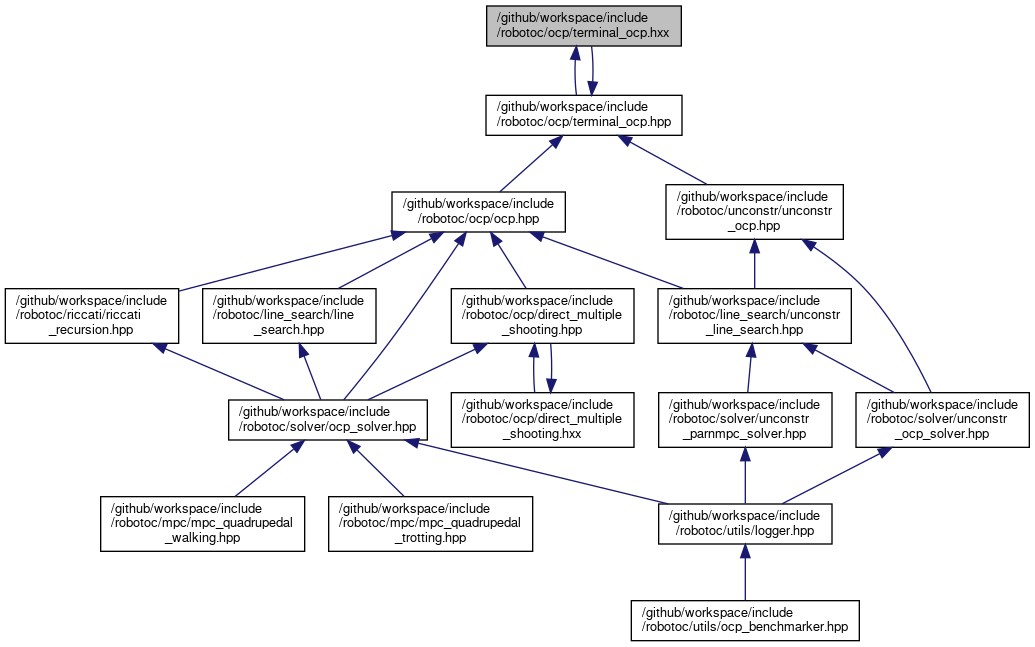 /github/workspace/include
/robotoc/ocp/terminal_ocp.hxx
/github/workspace/include
/robotoc/ocp/terminal_ocp.hpp
/github/workspace/include
/robotoc/ocp/ocp.hpp
/github/workspace/include
/robotoc/unconstr/unconstr
_ocp.hpp
/github/workspace/include
/robotoc/riccati/riccati
_recursion.hpp
/github/workspace/include
/robotoc/line_search/line
_search.hpp
/github/workspace/include
/robotoc/ocp/direct_multiple
_shooting.hpp
/github/workspace/include
/robotoc/line_search/unconstr
_line_search.hpp
/github/workspace/include
/robotoc/solver/ocp_solver.hpp
/github/workspace/include
/robotoc/ocp/direct_multiple
_shooting.hxx
/github/workspace/include
/robotoc/solver/unconstr
_parnmpc_solver.hpp
/github/workspace/include
/robotoc/solver/unconstr
_ocp_solver.hpp
/github/workspace/include
/robotoc/mpc/mpc_quadrupedal
_walking.hpp
/github/workspace/include
/robotoc/mpc/mpc_quadrupedal
_trotting.hpp
/github/workspace/include
/robotoc/utils/logger.hpp
/github/workspace/include
/robotoc/utils/ocp_benchmarker.hpp